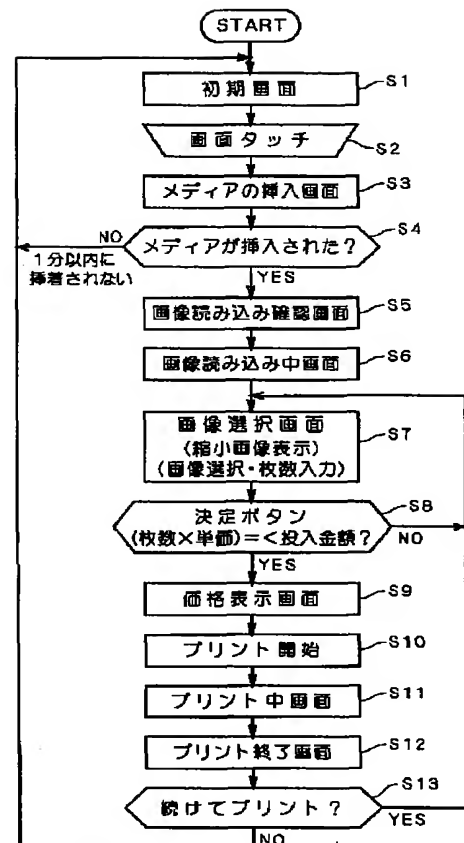 START
初期画面
S1
画面タッチ
S2
メディアの挿入画面
S3
メディアが挿入された?
S4
NO
1分以内に
挿着されない
YES
画像読み込み確認画面
S5
画像読み込み中画面
S6
画像選択画面
(縮小画像表示)
(画像選択・枚数入力)
S7
決定ボタン
(枚数×単価)=<投入金額?
S8
NO
YES
価格表示画面
S9
プリント開始
S10
プリント中画面
S11
プリント終了画面
S12
続けてプリント?
S13
YES
NO